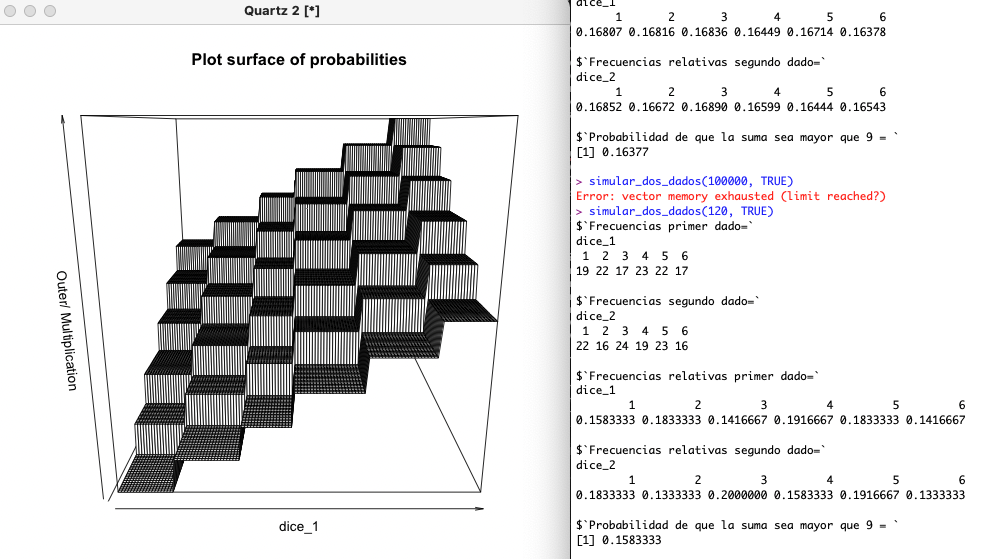 Quartz 2 [*]
Plot surface of probabilities
Outer/ Multiplication
dice_1
dice_1
1 2 3 4 5 6
0.16807 0.16816 0.16836 0.16449 0.16714 0.16378
$`Frecuencias relativas segundo dado=`
dice_2
1 2 3 4 5 6
0.16852 0.16672 0.16890 0.16599 0.16444 0.16543
$`Probabilidad de que la suma sea mayor que 9 = `
[1] 0.16377
> simular_dos_dados(100000, TRUE)
Error: vector memory exhausted (limit reached?)
> simular_dos_dados(120, TRUE)
$`Frecuencias primer dado=`
dice_1
1 2 3 4 5 6
19 22 17 23 22 17
$`Frecuencias segundo dado=`
dice_2
1 2 3 4 5 6
22 16 24 19 23 16
$`Frecuencias relativas primer dado=`
dice_1
1 2 3 4 5 6
0.1583333 0.1833333 0.1416667 0.1916667 0.1833333 0.1416667
$`Frecuencias relativas segundo dado=`
dice_2
1 2 3 4 5 6
0.1833333 0.1333333 0.2000000 0.1583333 0.1916667 0.1333333
$`Probabilidad de que la suma sea mayor que 9 = `
[1] 0.1583333